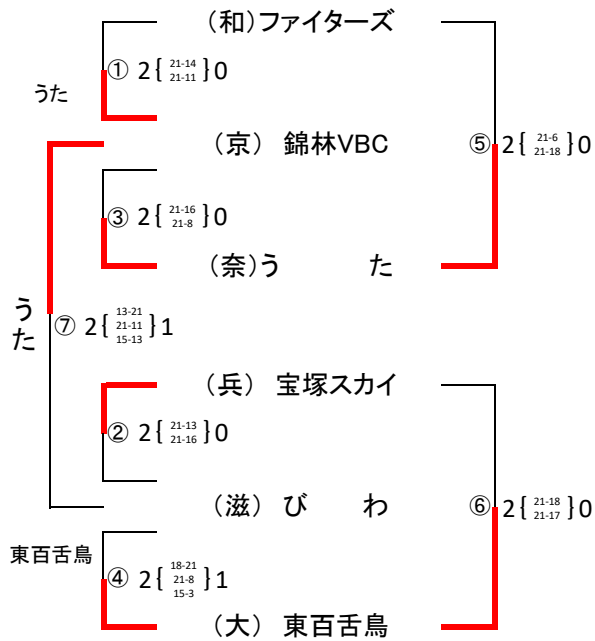 (和)ファイターズ
① 2{ 21-14 21-11 }0
うた
(京) 錦林VBC
⑤ 2{ 21-6 21-18 }0
③ 2{ 21-16 21-8 }0
(奈)う た
うた
⑦ 2{ 13-21 21-11 15-13 }1
(兵) 宝塚スカイ
② 2{ 21-13 21-16 }0
(滋) び わ
⑥ 2{ 21-18 21-17 }0
東百舌鳥
④ 2{ 18-21 21-8 15-3 }1
(大) 東百舌鳥